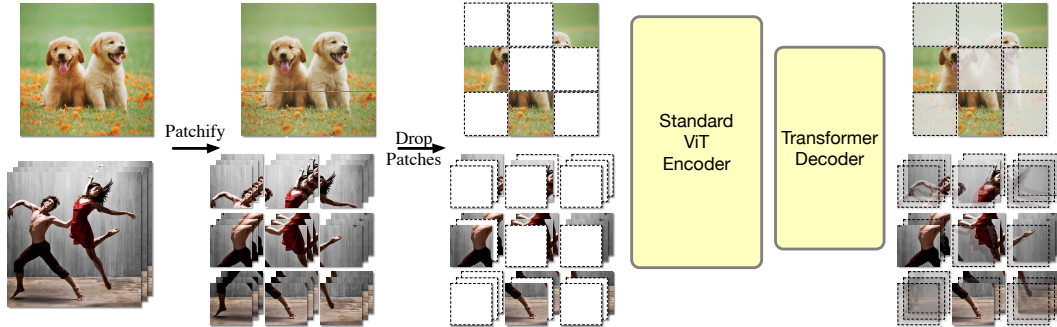 Patchify
Drop
Patches
Standard
ViT
Encoder
Transformer
Decoder